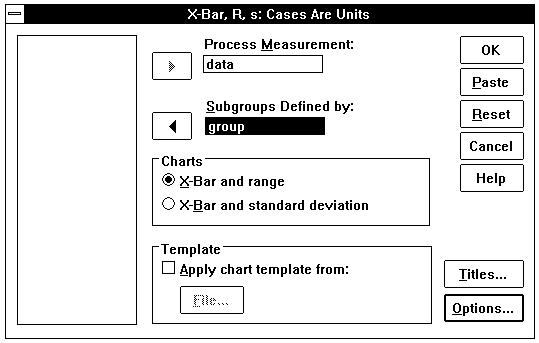 X-Bar, R, s: Cases Are Units
Process Measurement:
data
Subgroups Defined by:
group
Charts
X-Bar and range
X-Bar and standard deviation
Template
Apply chart template from:
File...
OK
Paste
Reset
Cancel
Help
Titles...
Options...